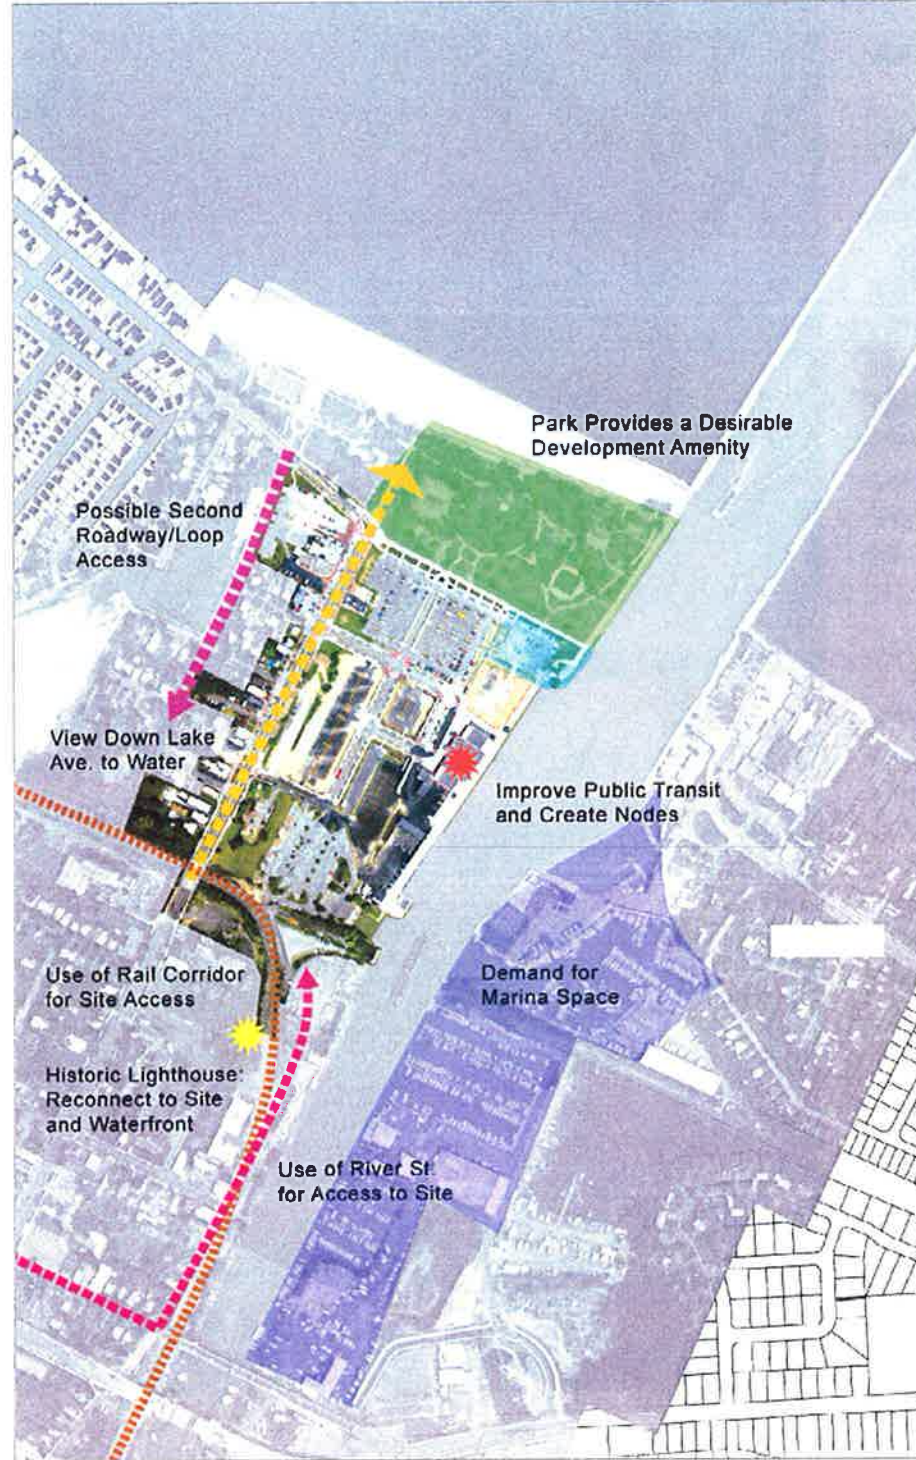 Park Provides a Desirable
Development Amenity
Possible Second
Roadway/Loop
Access
View Down Lake
Ave. to Water
Improve Public Transit
and Create Nodes
Use of Rail Corridor
for Site Access
Demand for
Marina Space
Historic Lighthouse:
Reconnect to Site
and Waterfront
Use of River St.
for Access to Site